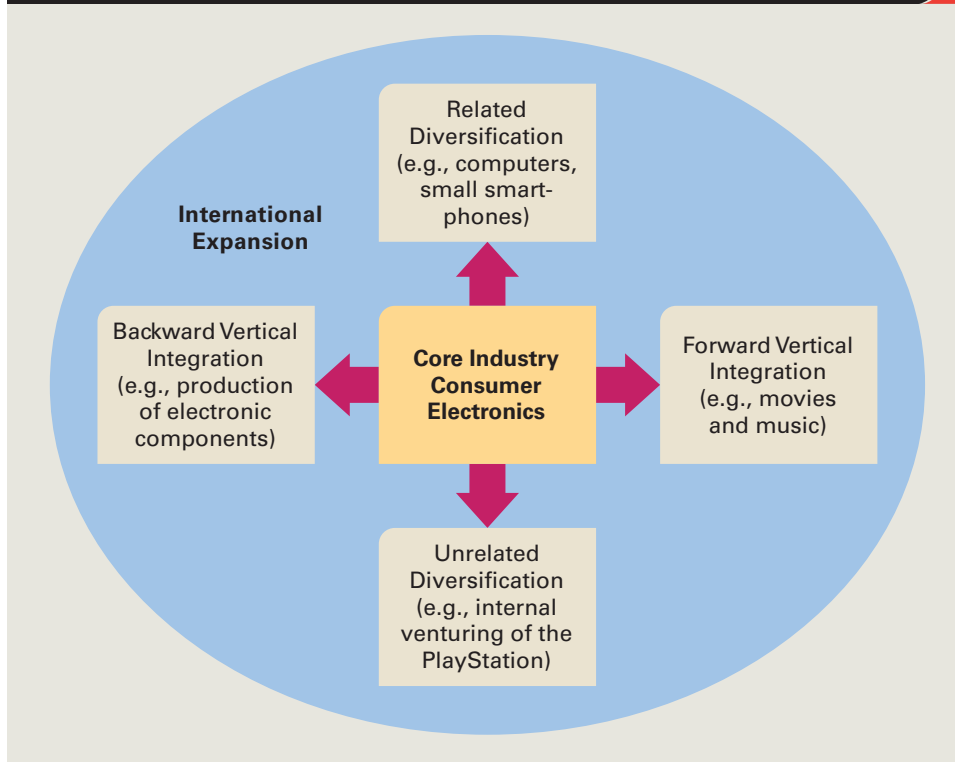 Related
Diversification
(e.g., computers,
small smart-
phones)
International
Expansion
Backward Vertical
Integration
(e.g., production
of electronic
components)
Core Industry
Consumer
Electronics
Forward Vertical
Integration
(e.g., movies
and music)
Unrelated
Diversification
(e.g., internal
venturing of the
PlayStation)